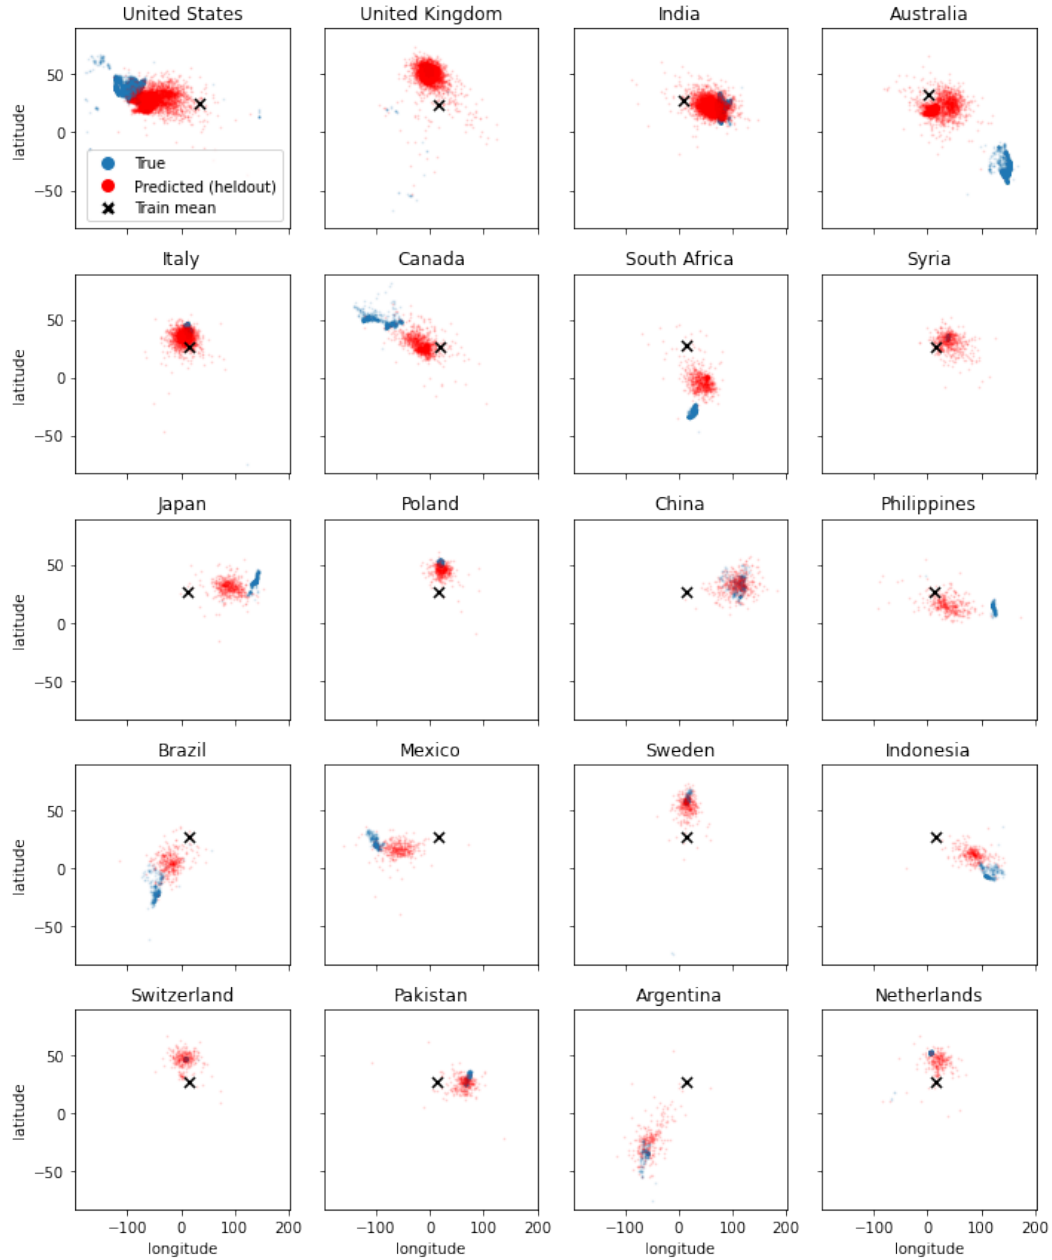 United States United Kingdom India Australia
latitude
50
0
−50
True
Predicted (heldout)
Train mean
Italy Canada South Africa Syria
latitude
50
0
−50
Japan Poland China Philippines
latitude
50
0
−50
Brazil Mexico Sweden Indonesia
latitude
50
0
−50
Switzerland Pakistan Argentina Netherlands
latitude
50
0
−50
−100 0 100 200 −100 0 100 200 −100 0 100 200 −100 0 100 200
longitude longitude longitude longitude